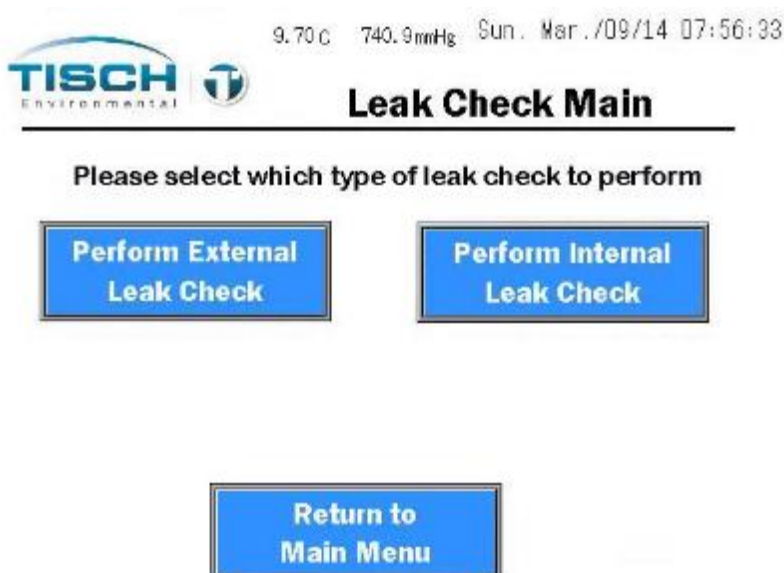 9.70 C 740.9mmHg Sun. Mar./09/14 07:56:33
TISCH
Environmental
Leak Check Main
Please select which type of leak check to perform
Perform External
Leak Check
Perform Internal
Leak Check
Return to
Main Menu